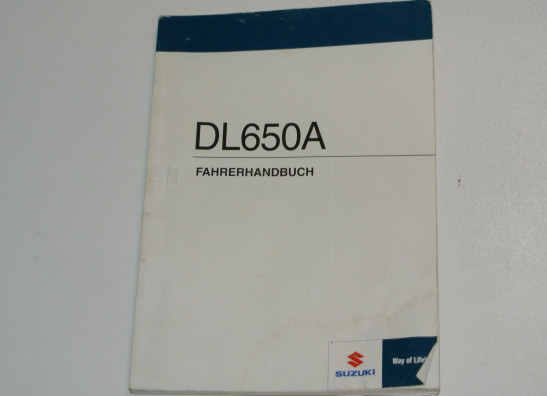 DL650A
FAHRERHANDBUCH
SUZUKI
Way of Life!